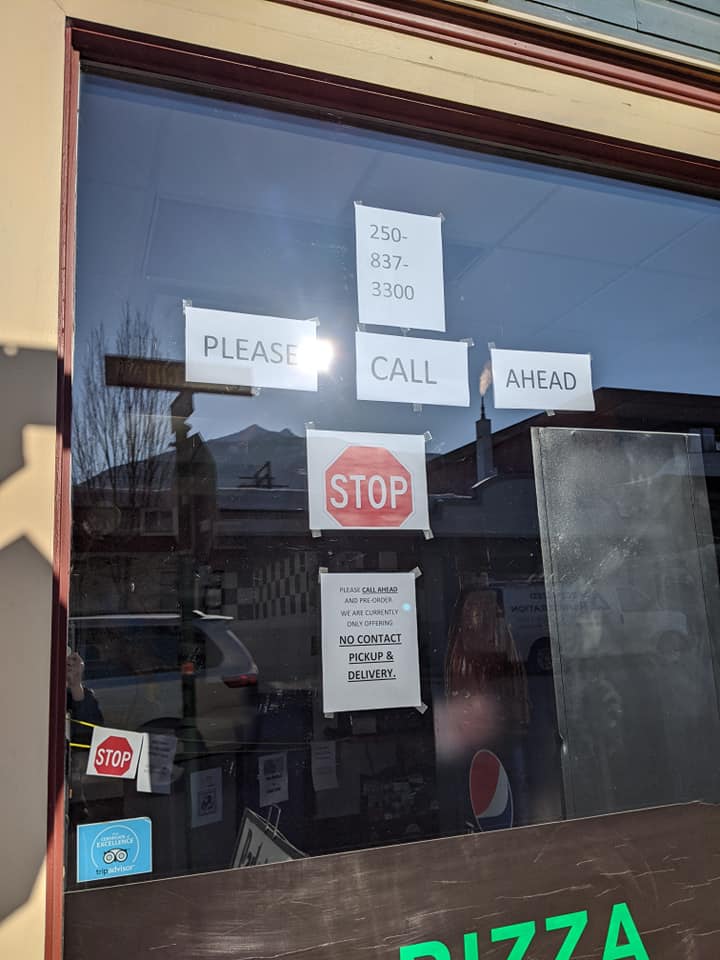 250-
837-
3300
PLEASE
CALL
AHEAD
STOP
PLEASE CALL AHEAD
AND PRE-ORDER.
WE ARE CURRENTLY
ONLY OFFERING
NO CONTACT
PICKUP &
DELIVERY.
STOP
CERTIFICATE of
EXCELLENCE
tripadvisor
PIZZA